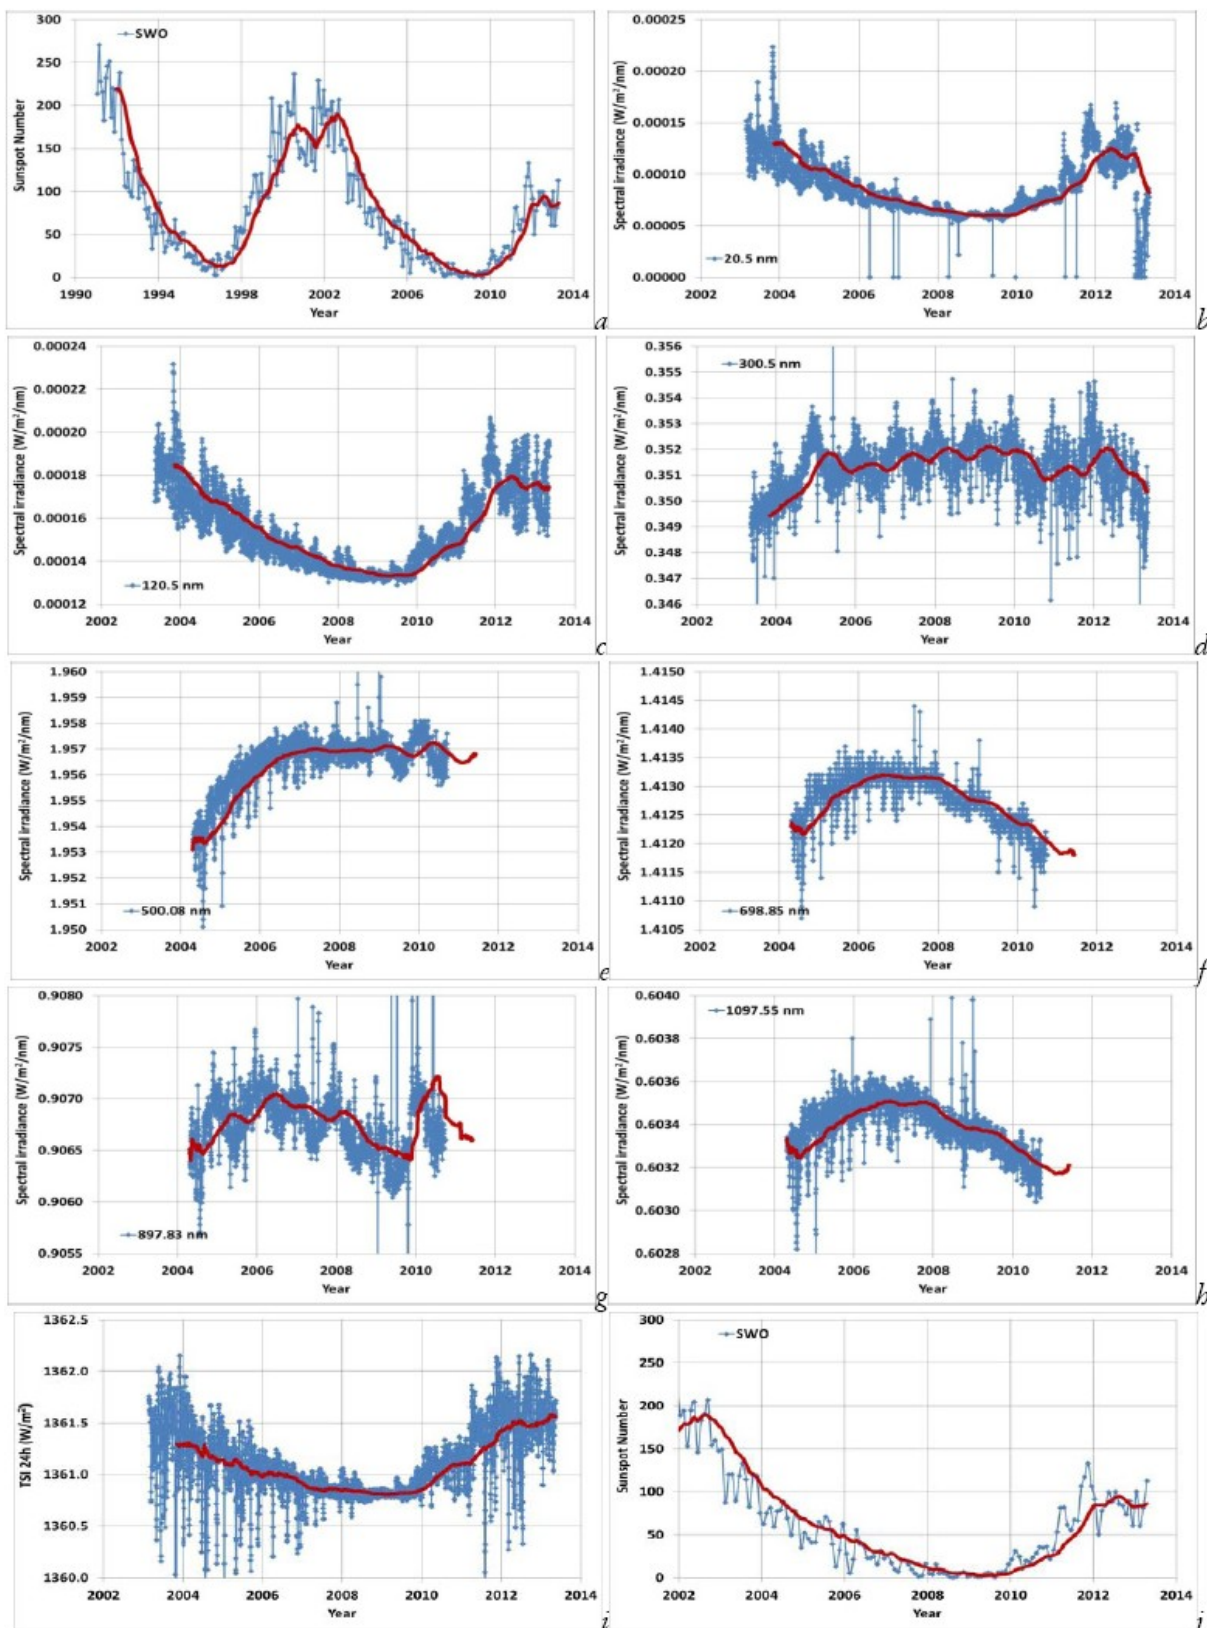 SWO
300
250
200
150
100
50
0
Sunspot Number
1990 1994 1998 2002 2006 2010 2014
Year
a
0.00025
0.00020
0.00015
0.00010
0.00005
0.00000
Spectral irradiance (W/m²/nm)
20.5 nm
2002 2004 2006 2008 2010 2012 2014
Year
b
0.00024
0.00022
0.00020
0.00018
0.00016
0.00014
0.00012
Spectral irradiance (W/m²/nm)
120.5 nm
2002 2004 2006 2008 2010 2012 2014
Year
c
0.356
0.355
0.354
0.353
0.352
0.351
0.350
0.349
0.348
0.347
0.346
Spectral irradiance (W/m²/nm)
300.5 nm
2002 2004 2006 2008 2010 2012 2014
Year
d
1.960
1.959
1.958
1.957
1.956
1.955
1.954
1.953
1.952
1.951
1.950
Spectral irradiance (W/m²/nm)
500.08 nm
2002 2004 2006 2008 2010 2012 2014
Year
e
1.4150
1.4145
1.4140
1.4135
1.4130
1.4125
1.4120
1.4115
1.4110
1.4105
Spectral irradiance (W/m²/nm)
698.85 nm
2002 2004 2006 2008 2010 2012 2014
Year
f
0.9080
0.9075
0.9070
0.9065
0.9060
0.9055
Spectral irradiance (W/m²/nm)
897.83 nm
2002 2004 2006 2008 2010 2012 2014
Year
g
0.6040
0.6038
0.6036
0.6034
0.6032
0.6030
0.6028
Spectral irradiance (W/m²/nm)
1097.55 nm
2002 2004 2006 2008 2010 2012 2014
Year
h
1362.5
1362.0
1361.5
1361.0
1360.5
1360.0
TSI 24h (W/m²)
2002 2004 2006 2008 2010 2012 2014
Year
i
300
250
200
150
100
50
0
Sunspot Number
SWO
2002 2004 2006 2008 2010 2012 2014
Year